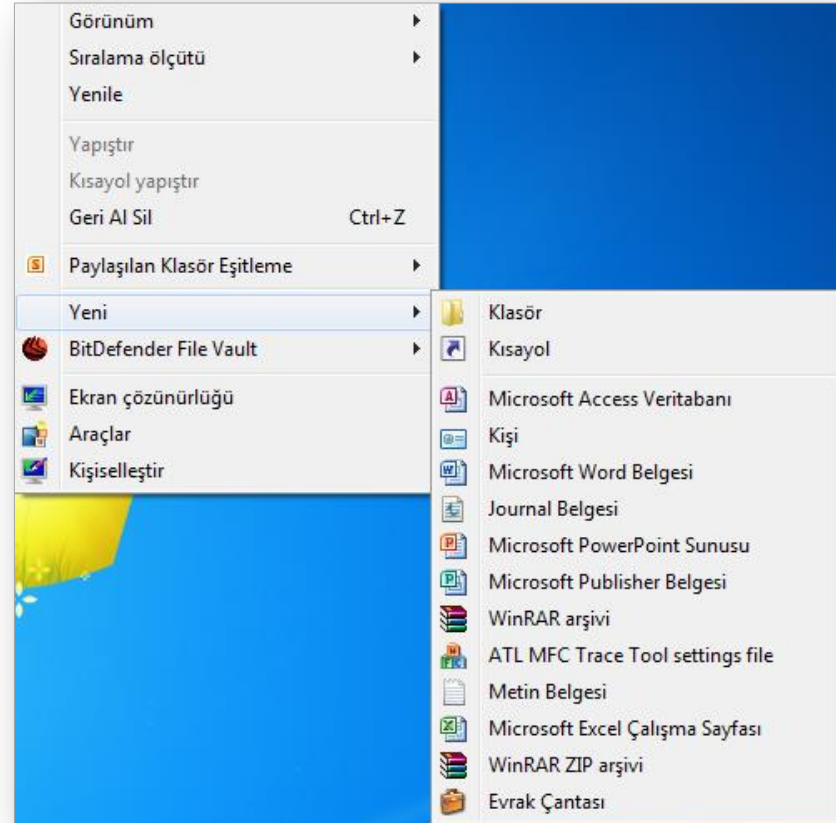 Görünüm
Sıralama ölçütü
Yenile
Yapıştır
Kısayol yapıştır
Geri Al Sil Ctrl+Z
Paylaşılan Klasör Eşitleme
Yeni
BitDefender File Vault
Ekran çözünürlüğü
Araçlar
Kişiselleştir
Klasör
Kısayol
Microsoft Access Veritabanı
Kişi
Microsoft Word Belgesi
Journal Belgesi
Microsoft PowerPoint Sunusu
Microsoft Publisher Belgesi
WinRAR arşivi
ATL MFC Trace Tool settings file
Metin Belgesi
Microsoft Excel Çalışma Sayfası
WinRAR ZIP arşivi
Evrak Çantası